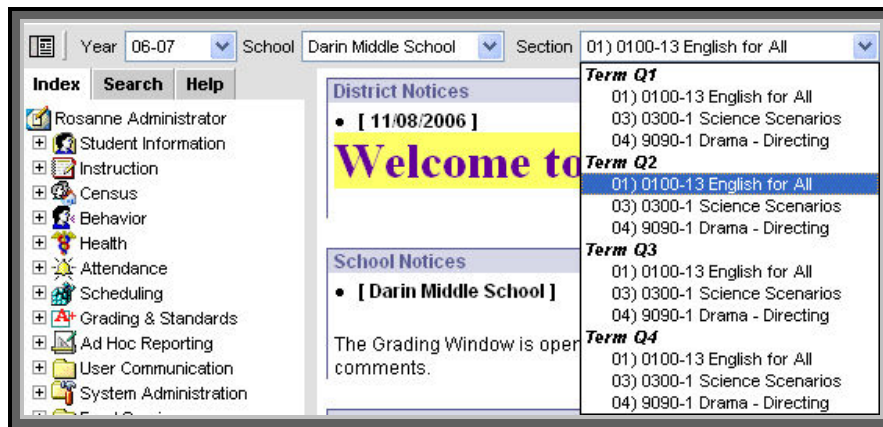 Year 06-07 School Darin Middle School Section 01) 0100-13 English for All
Index Search Help
Rosanne Administrator
Student Information
Instruction
Census
Behavior
Health
Attendance
Scheduling
Grading & Standards
Ad Hoc Reporting
User Communication
System Administration
District Notices
• [ 11/08/2006 ]
Welcome to
School Notices
• [ Darin Middle School ]
The Grading Window is open
comments.
Term Q1
01) 0100-13 English for All
03) 0300-1 Science Scenarios
04) 9090-1 Drama - Directing
Term Q2
01) 0100-13 English for All
03) 0300-1 Science Scenarios
04) 9090-1 Drama - Directing
Term Q3
01) 0100-13 English for All
03) 0300-1 Science Scenarios
04) 9090-1 Drama - Directing
Term Q4
01) 0100-13 English for All
03) 0300-1 Science Scenarios
04) 9090-1 Drama - Directing